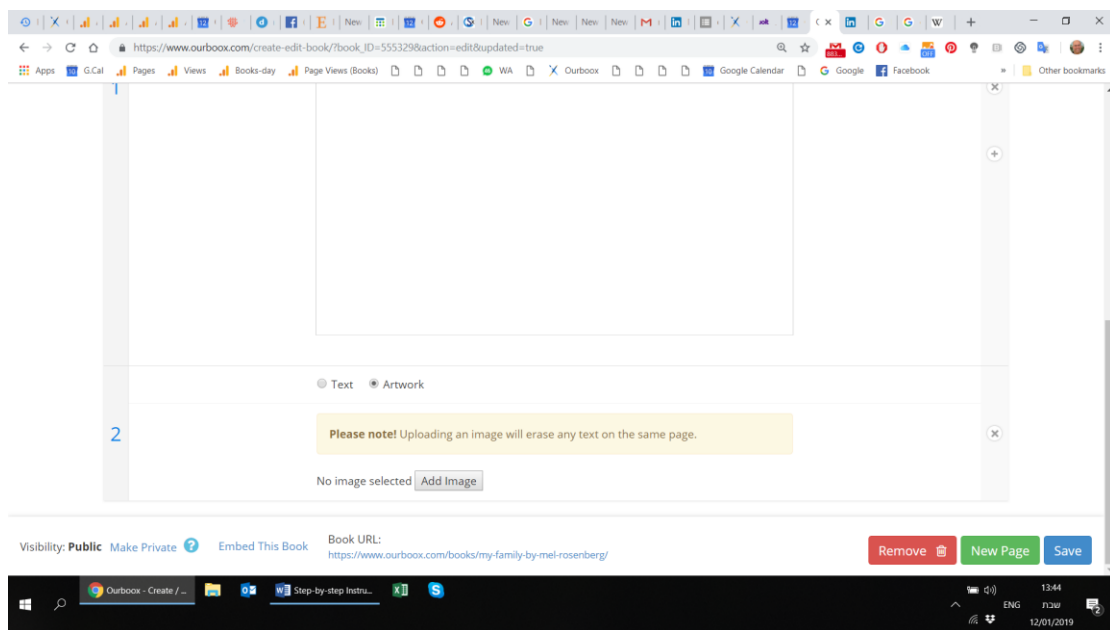 New
New
New
New
New
https://www.ourboox.com/create-edit-book/?book_ID=555329&action=edit&updated=true
Apps G.Cal Pages Views Books-day Page Views (Books) WA Ourboox Google Calendar Google Facebook » Other bookmarks
1
Text Artwork
2
Please note! Uploading an image will erase any text on the same page.
No image selected Add Image
Visibility: Public Make Private ? Embed This Book
Book URL:
https://www.ourboox.com/books/my-family-by-mel-rosenberg/
Remove New Page Save
Ourboox - Create / ... Step-by-step Instru...
13:44
ENG שבת
12/01/2019